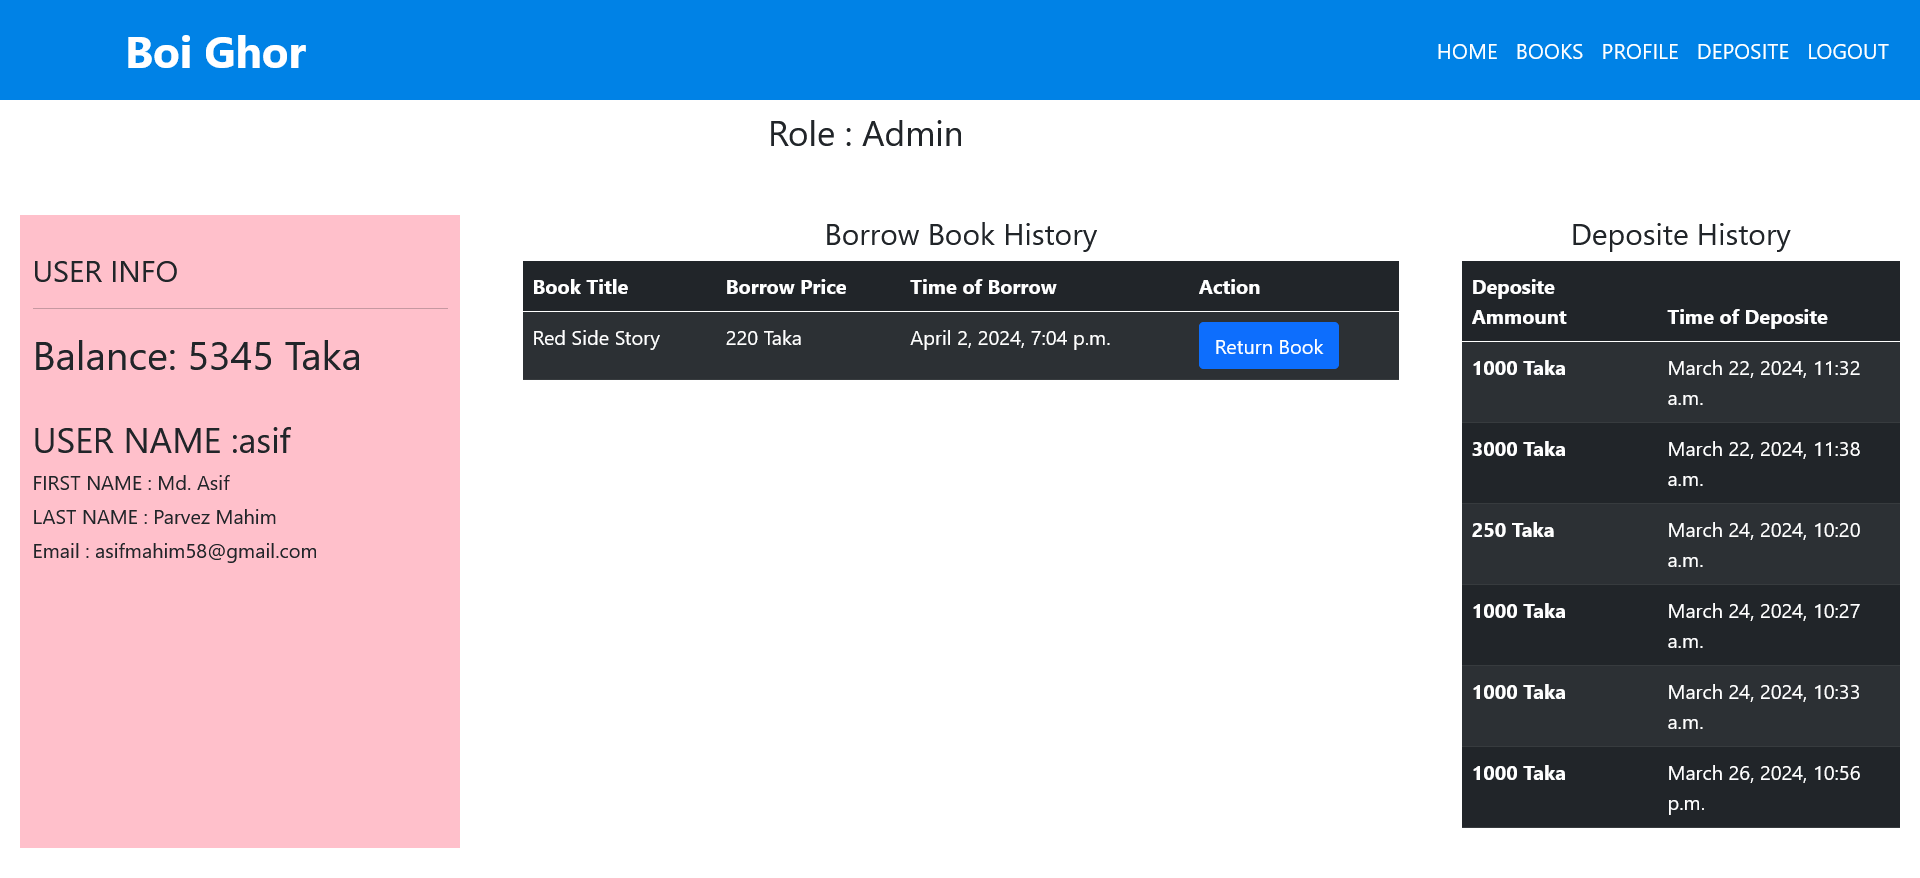 Boi Ghor
HOME BOOKS PROFILE DEPOSITE LOGOUT
Role : Admin
USER INFO
Balance: 5345 Taka
USER NAME :asif
FIRST NAME : Md. Asif
LAST NAME : Parvez Mahim
Email : asifmahim58@gmail.com
Borrow Book History
Book Title Borrow Price Time of Borrow Action
Red Side Story 220 Taka April 2, 2024, 7:04 p.m. Return Book
Deposite History
Deposite
Ammount Time of Deposite
1000 Taka March 22, 2024, 11:32
a.m.
3000 Taka March 22, 2024, 11:38
a.m.
250 Taka March 24, 2024, 10:20
a.m.
1000 Taka March 24, 2024, 10:27
a.m.
1000 Taka March 24, 2024, 10:33
a.m.
1000 Taka March 26, 2024, 10:56
p.m.